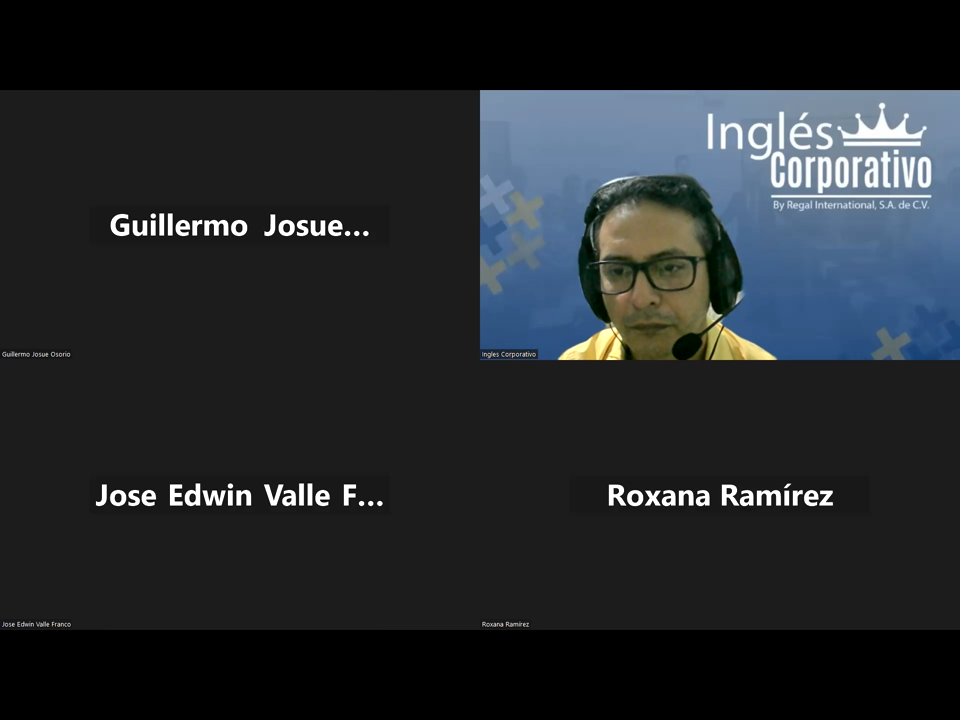 Guillermo Josue...
Guillermo Josue Osorio
Inglés
Corporativo
By Regal International, S.A. de C.V.
Ingles Corporativo
Jose Edwin Valle F...
Jose Edwin Valle Franco
Roxana Ramírez
Roxana Ramírez